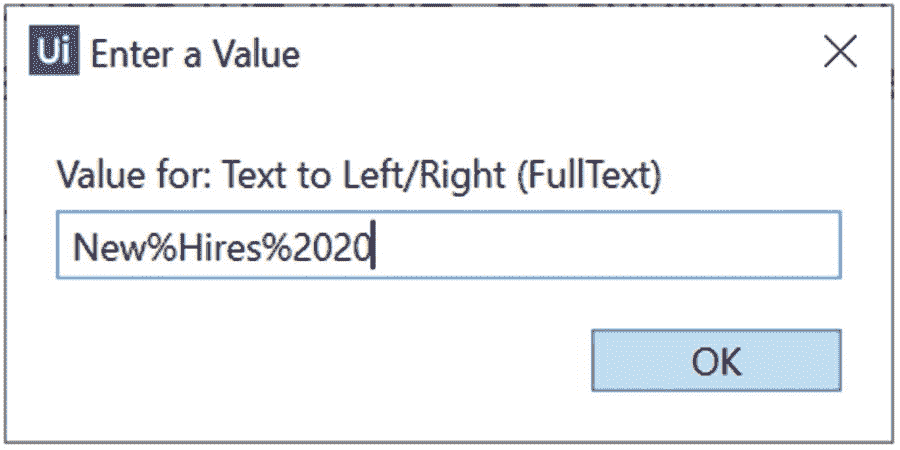 Ui Enter a Value
Value for: Text to Left/Right (FullText)
New%Hires%2020
OK